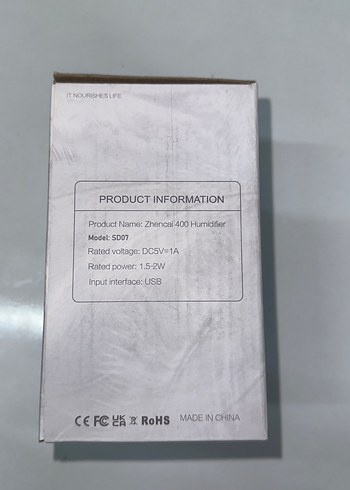 IT NOURISHES LIFE
PRODUCT INFORMATION
Product Name: Zhencai 400 Humidifier
Model: SD07
Rated voltage: DC5V=1A
Rated power: 1.5-2W
Input interface: USB
CE FC UK CA RoHS MADE IN CHINA